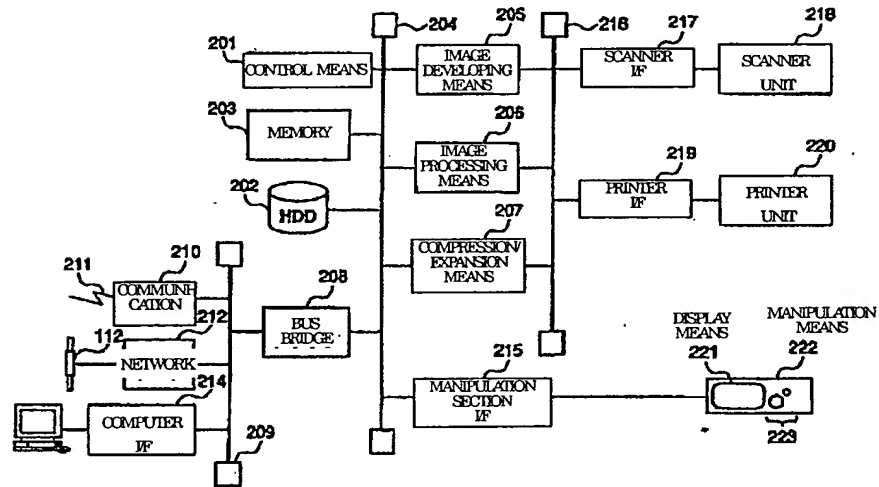 204
205
216
217
218
201
CONTROL MEANS
IMAGE
DEVELOPING
MEANS
SCANNER
I/F
SCANNER
UNIT
203
MEMORY
206
IMAGE
PROCESSING
MEANS
219
220
PRINTER
I/F
PRINTER
UNIT
202
HDD
207
COMPRESSION/
EXPANSION
MEANS
211
210
COMMUNI-
CATION
208
BUS
BRIDGE
DISPLAY
MEANS
MANIPULATION
MEANS
112
212
NETWORK
215
221
222
214
MANIPULATION
SECTION
I/F
COMPUTER
I/F
223
209